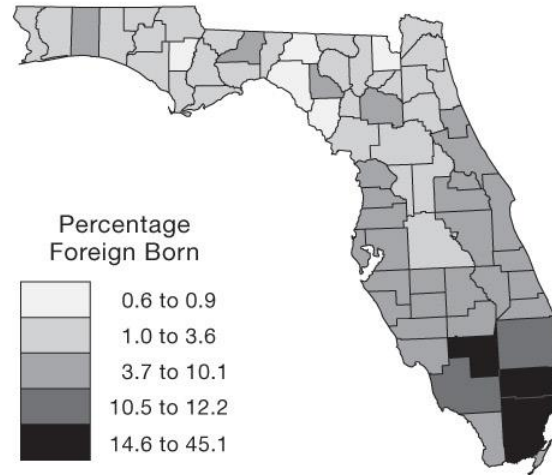 Percentage
Foreign Born
0.6 to 0.9
1.0 to 3.6
3.7 to 10.1
10.5 to 12.2
14.6 to 45.1